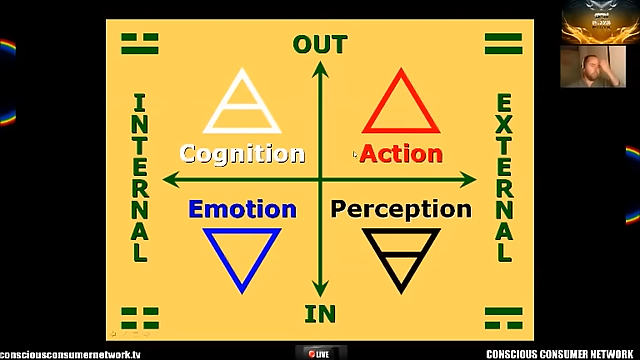 OUT
INTERNAL
EXTERNAL
Cognition
Action
Emotion
Perception
IN
consciousconsumernetwork.tv
LIVE
CONSCIOUS CONSUMER NETWORK